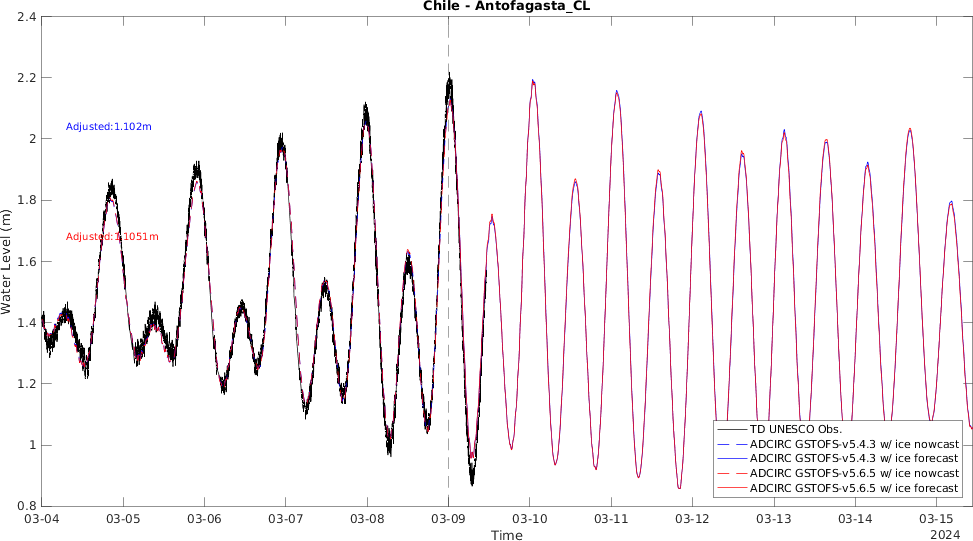 Chile - Antofagasta_CL
2.4
2.2
2
1.8
1.6
1.4
1.2
1
0.8
Water Level (m)
Adjusted:1.102m
Adjusted:1.1051m
TD UNESCO Obs.
ADCIRC GSTOFS-v5.4.3 w/ ice nowcast
ADCIRC GSTOFS-v5.4.3 w/ ice forecast
ADCIRC GSTOFS-v5.6.5 w/ ice nowcast
ADCIRC GSTOFS-v5.6.5 w/ ice forecast
03-04 03-05 03-06 03-07 03-08 03-09 03-10 03-11 03-12 03-13 03-14 03-15
Time
2024